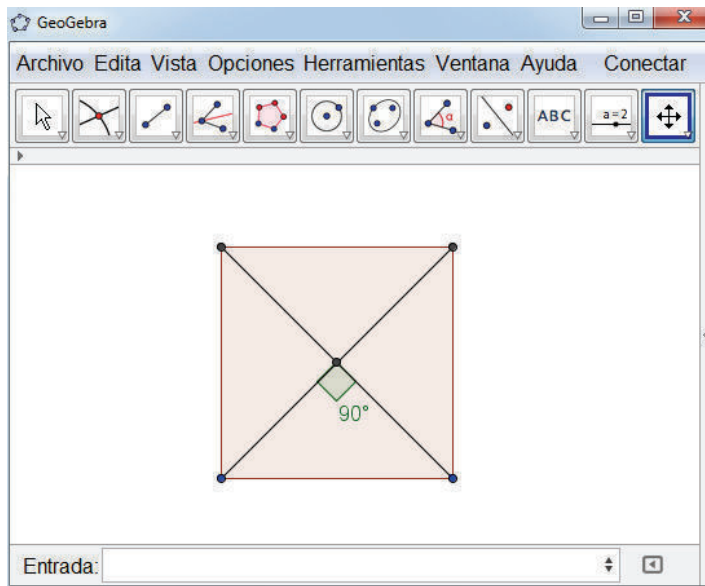 GeoGebra
Archivo Edita Vista Opciones Herramientas Ventana Ayuda Conectar
α ABC a=2
90°
Entrada: